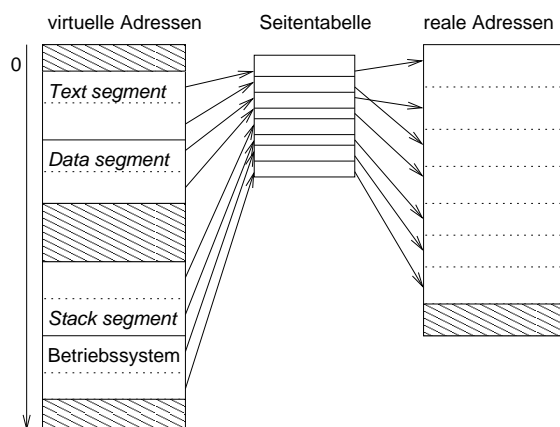 virtuelle Adressen
Seitentabelle
reale Adressen
0
Text segment
Data segment
Stack segment
Betriebssystem